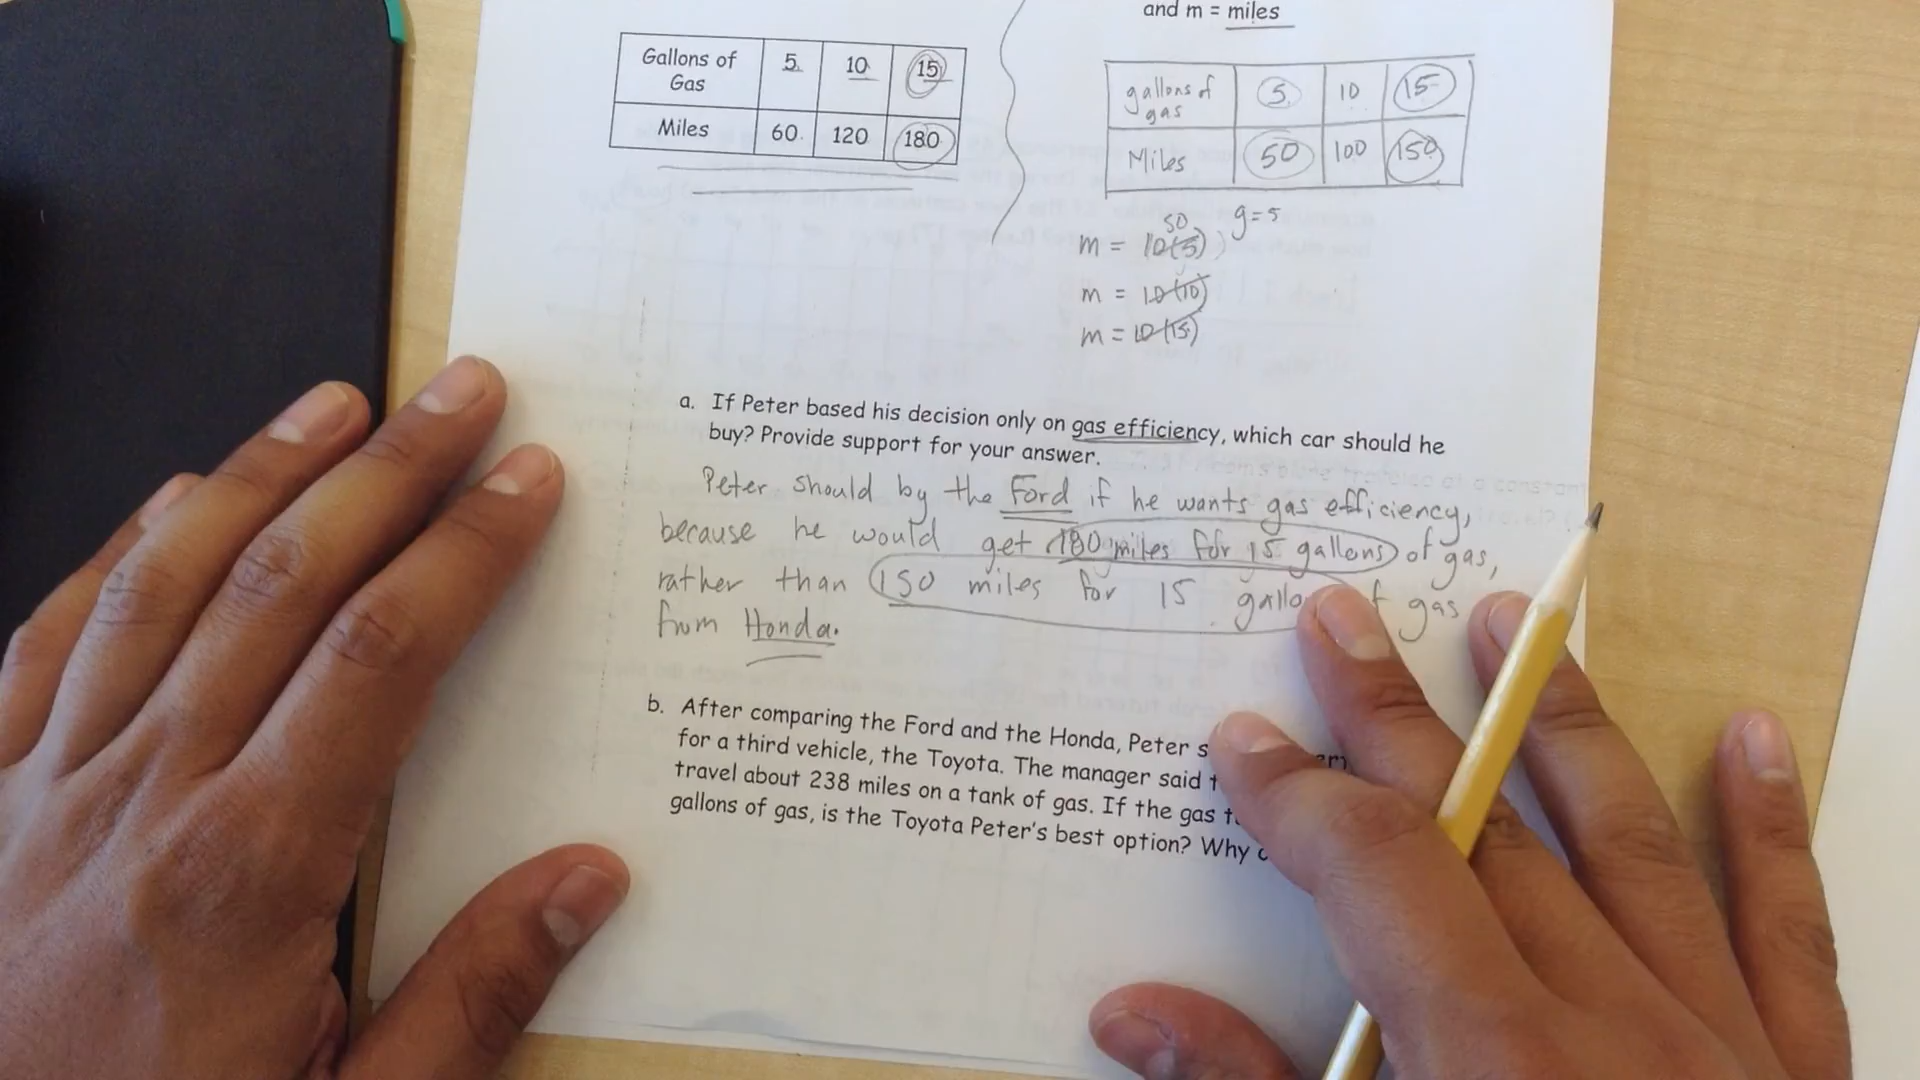 and m = miles
Gallons of Gas 5 10 15
Miles 60 120 180
gallons of gas 5 10 15
Miles 50 100 150
50 g=5
m = 10(5)
m = 10(10)
m = 10(15)
a. If Peter based his decision only on gas efficiency, which car should he
buy? Provide support for your answer.
Peter should by the Ford if he wants gas efficiency,
because he would get 180 miles for 15 gallons of gas,
rather than 150 miles for 15 gallo f gas
from Honda.
b. After comparing the Ford and the Honda, Peter s
for a third vehicle, the Toyota. The manager said t
travel about 238 miles on a tank of gas. If the gas t
gallons of gas, is the Toyota Peter's best option? Why o